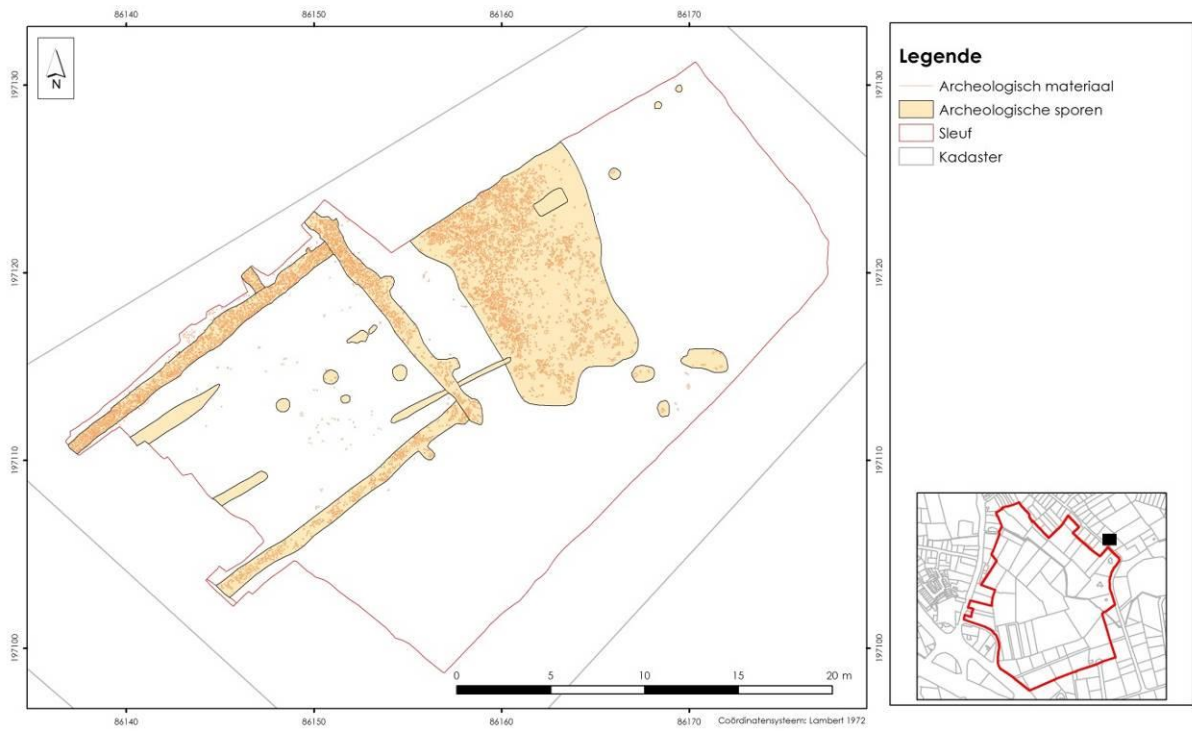 86140 86150 86160 86170
197130 197130
197120 197120
197110 197110
197100 197100
N
0 5 10 15 20 m
86140 86150 86160 86170
Coördinatensysteem: Lambert 1972
Legende
Archeologisch materiaal
Archeologische sporen
Sleuf
Kadaster